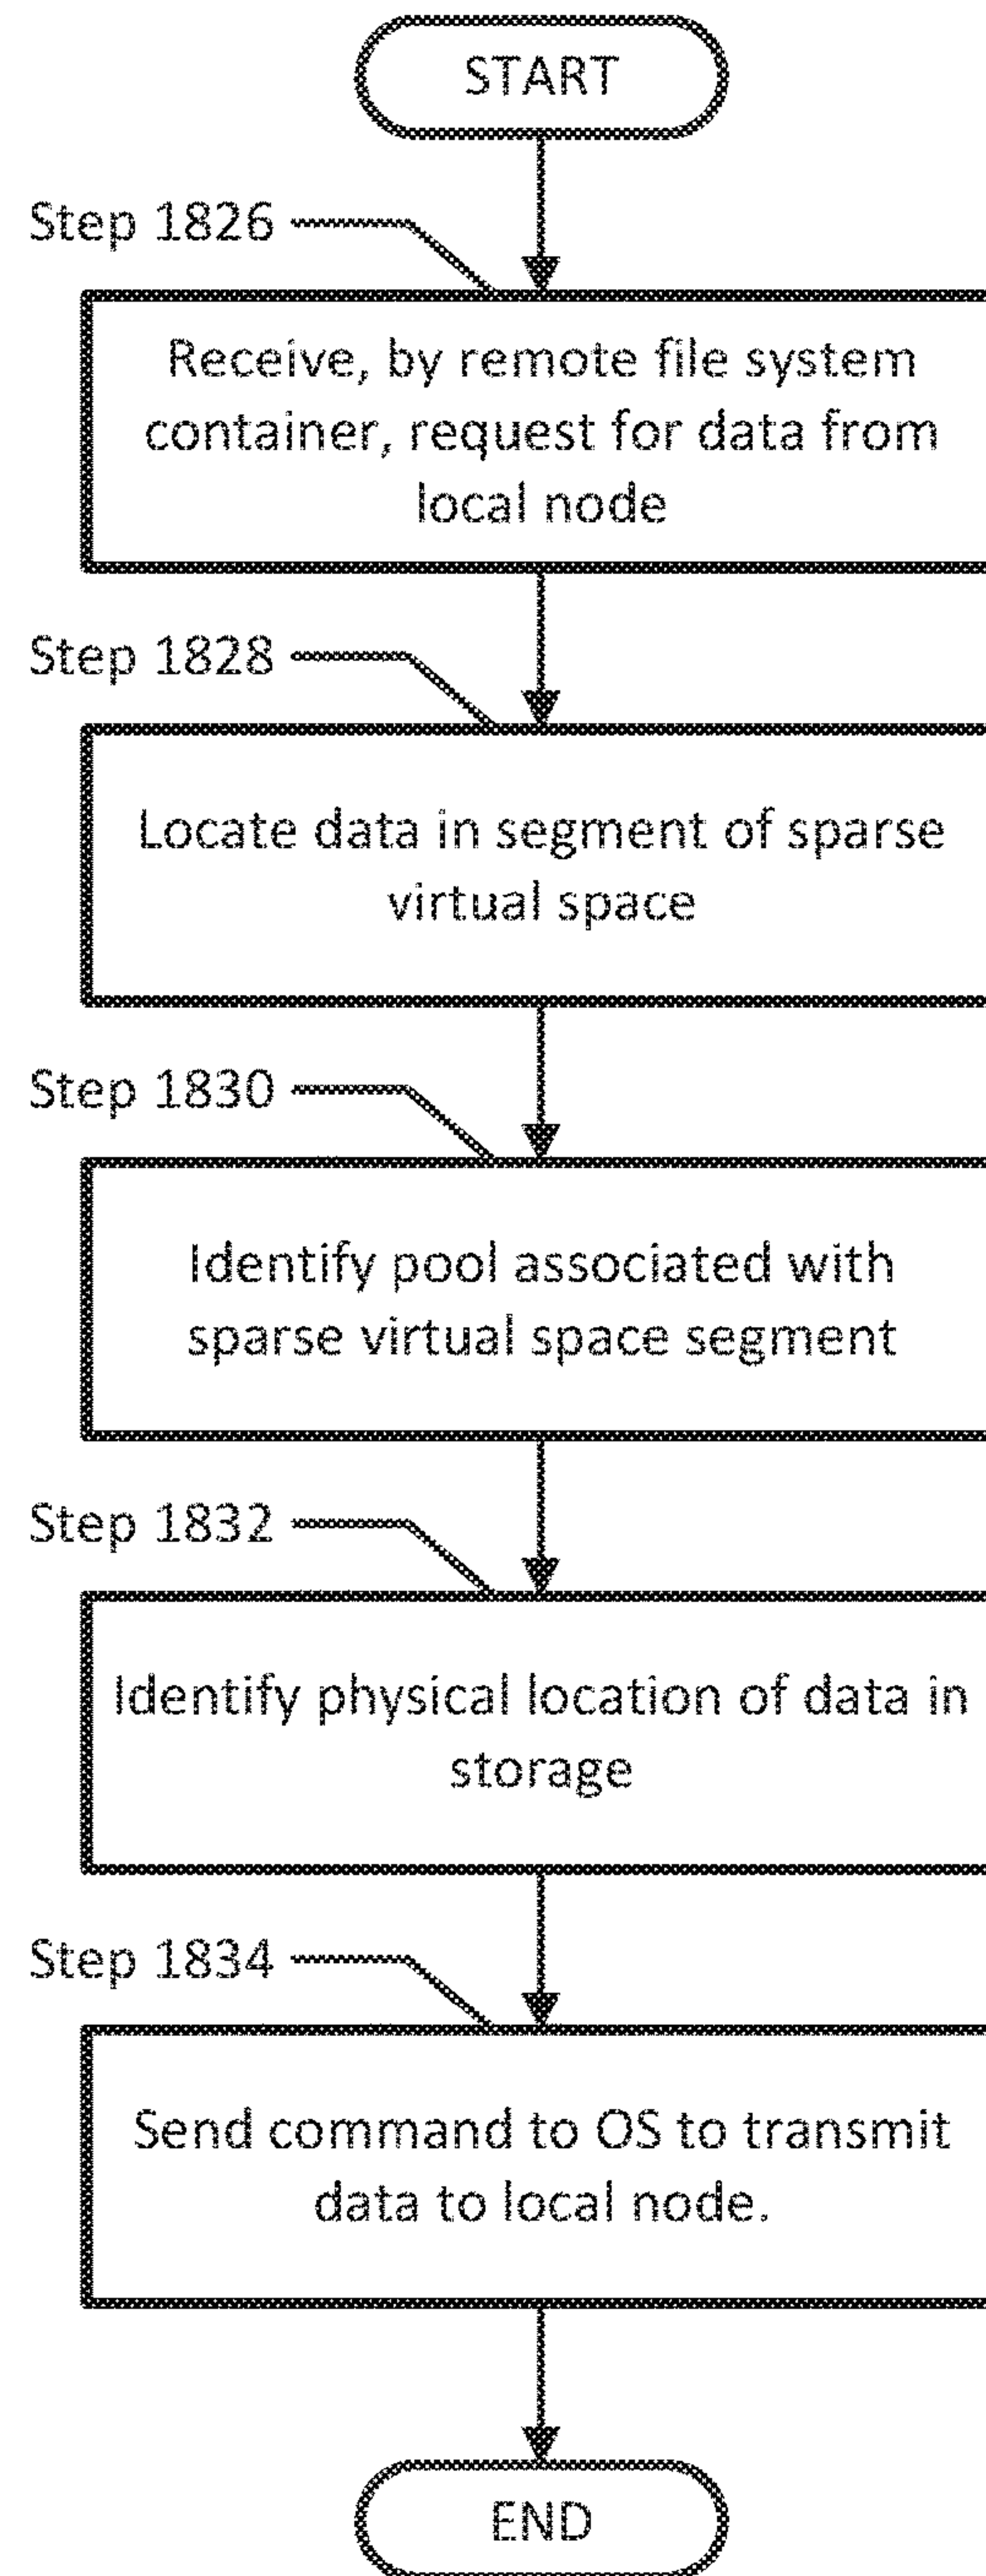 START
Step 1826
Receive, by remote file system
container, request for data from
local node
Step 1828
Locate data in segment of sparse
virtual space
Step 1830
Identify pool associated with
sparse virtual space segment
Step 1832
Identify physical location of data in
storage
Step 1834
Send command to OS to transmit
data to local node.
END